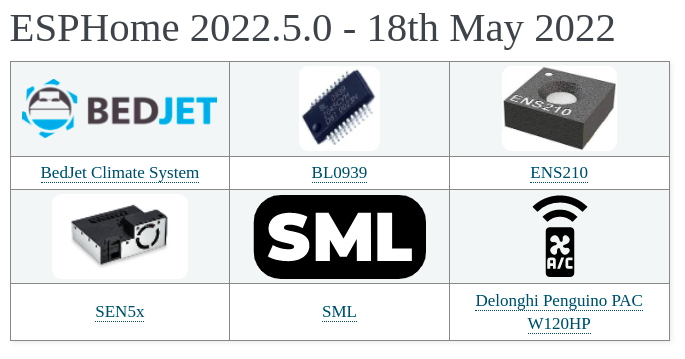 ESPHome 2022.5.0 - 18th May 2022
BEDJET
ENS210
BedJet Climate System
BL0939
ENS210
SML
A/C
SEN5x
SML
Delonghi Penguino PAC
W120HP